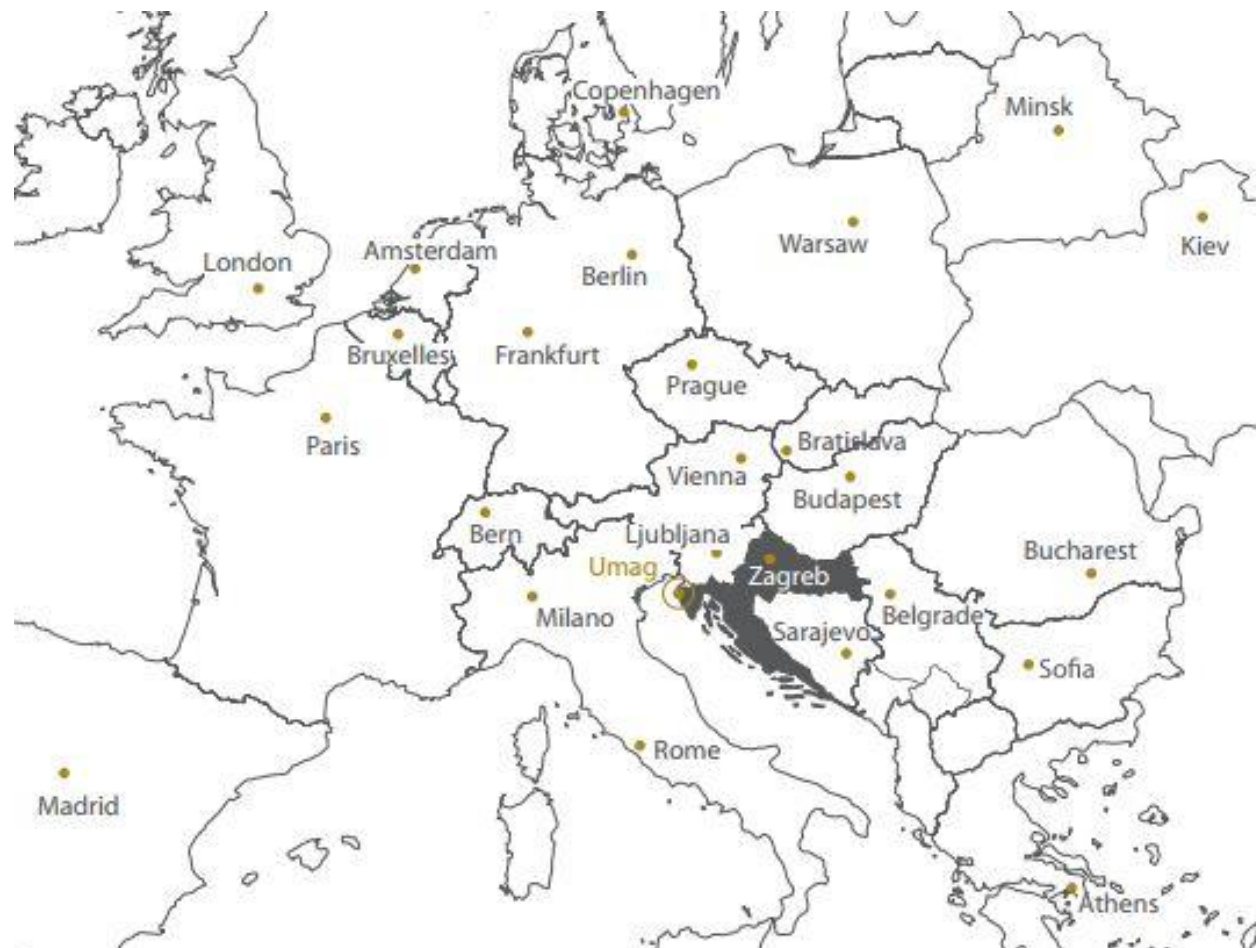 Copenhagen
Minsk
Warsaw
Kiev
London
Amsterdam
Berlin
Bruxelles
Frankfurt
Prague
Paris
Bratislava
Vienna
Budapest
Bern
Ljubljana
Umag
Zagreb
Bucharest
Milano
Sarajevo
Belgrade
Sofia
Rome
Madrid
Athens